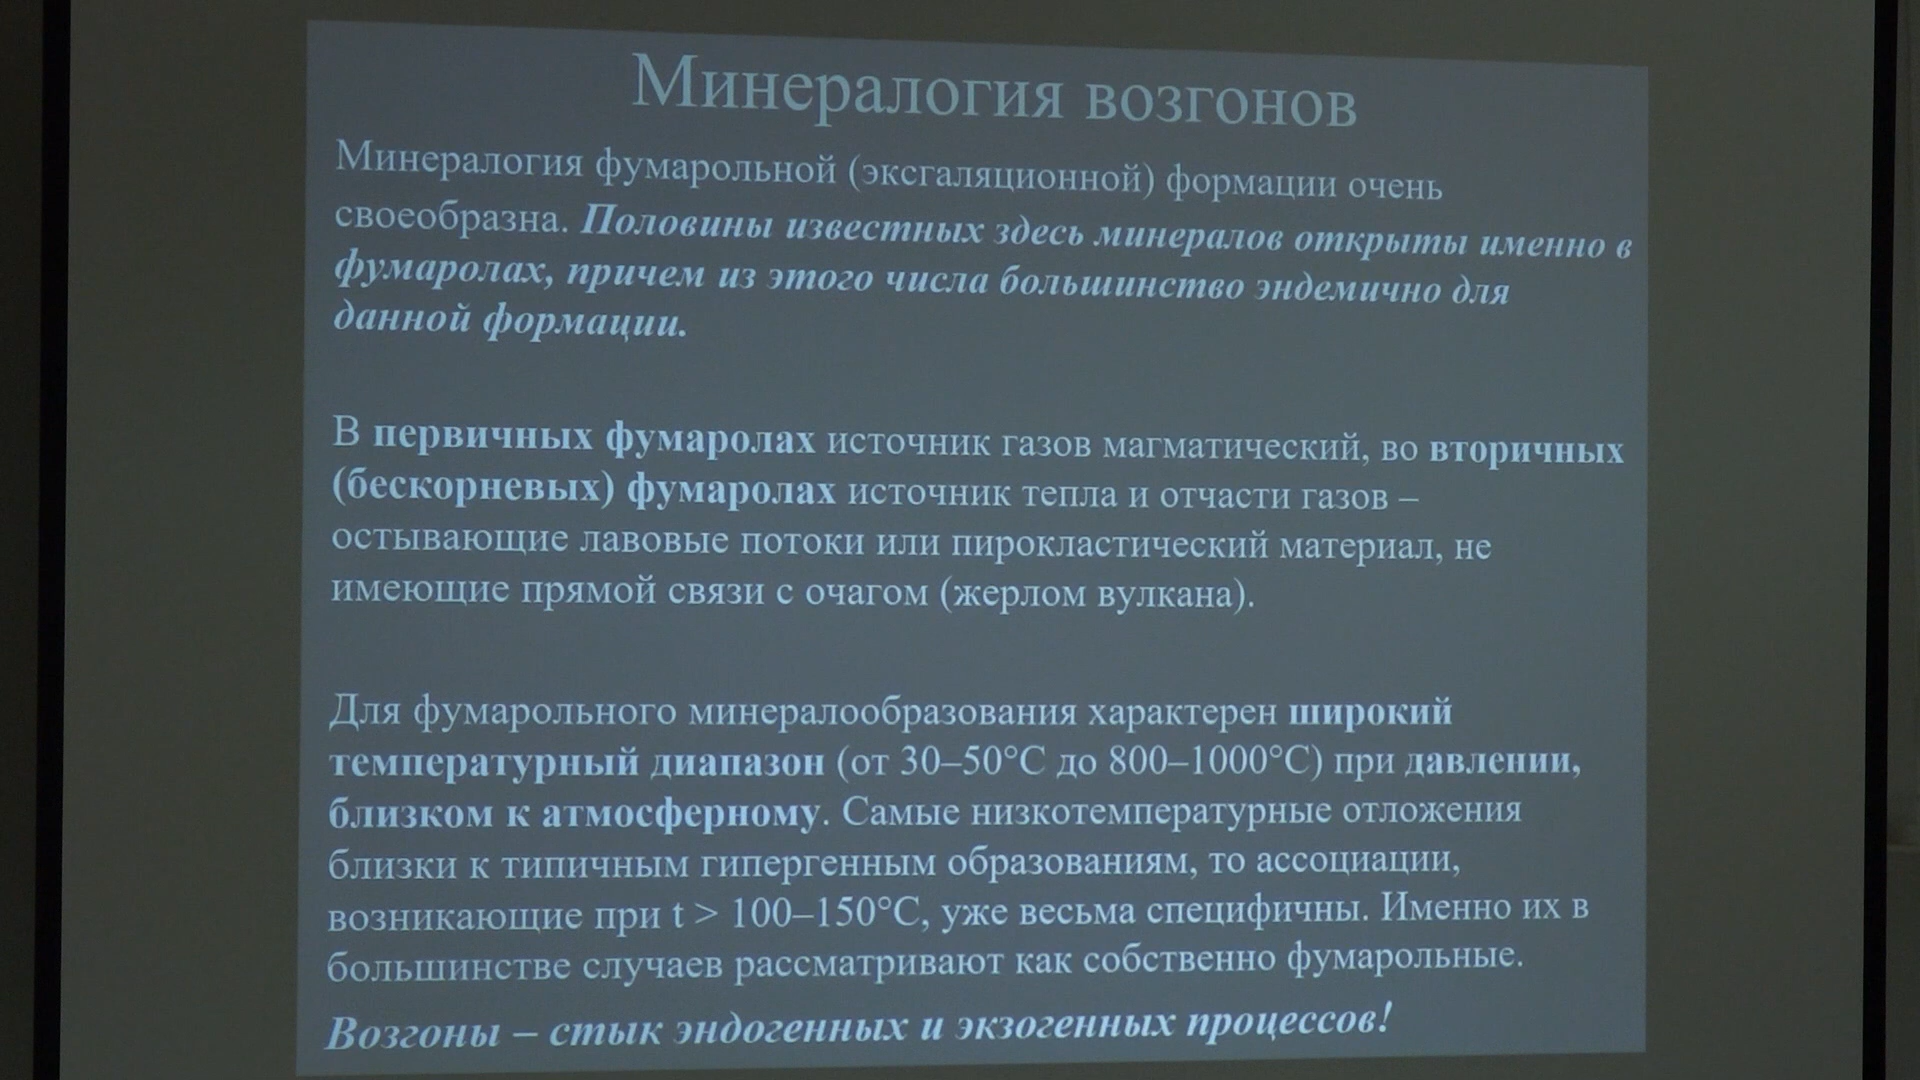 Минералогия возгонов
Минералогия фумарольной (эксгаляционной) формации очень
своеобразна. Половины известных здесь минералов открыты именно в
фумаролах, причем из этого числа большинство эндемично для
данной формации.
В первичных фумаролах источник газов магматический, во вторичных
(бескорневых) фумаролах источник тепла и отчасти газов –
остывающие лавовые потоки или пирокластический материал, не
имеющие прямой связи с очагом (жерлом вулкана).
Для фумарольного минералообразования характерен широкий
температурный диапазон (от 30–50°C до 800–1000°C) при давлении,
близком к атмосферному. Самые низкотемпературные отложения
близки к типичным гипергенным образованиям, то ассоциации,
возникающие при t > 100–150°C, уже весьма специфичны. Именно их в
большинстве случаев рассматривают как собственно фумарольные.
Возгоны – стык эндогенных и экзогенных процессов!